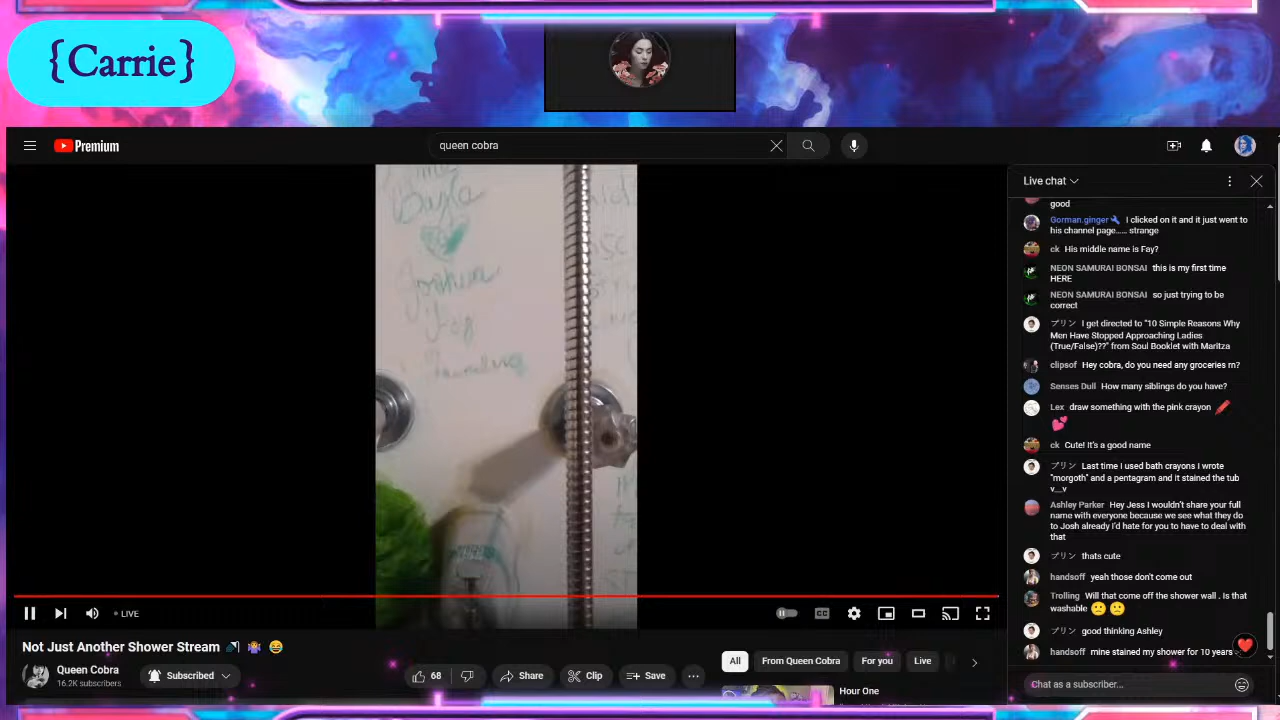 {Carrie}
Premium
queen cobra
Live chat
good
Gorman.ginger I clicked on it and it just went
to his channel page..... strange
ck His middle name is Fay?
NEON SAMURAI BONSAI this is my first time
HERE
NEON SAMURAI BONSAI so just trying to be
correct
プリン I get directed to "10 Simple Reasons Why
Men Have Stopped Approaching Ladies
(True/False)??" from Soul Booklet with Maritza
clipsof Hey cobra, do you need any groceries rn?
Senses Dull How many siblings do you have?
Lex draw something with the pink crayon
ck Cute! It's a good name
プリン Last time I used bath crayons I wrote
"morgoth" and a pentagram and it stained the tub
v__v
Ashley Parker Hey Jess I wouldn't share your full
name with everyone because we see what they do
to Josh already I'd hate for you to have to deal with
that
プリン thats cute
handsoff yeah those don't come out
Trolling Will that come off the shower wall . Is that
washable
プリン good thinking Ashley
handsoff mine stained my shower for 10 years
Chat as a subscriber...
Joshua
LIVE
CC
Not Just Another Shower Stream
Queen Cobra
16.2K subscribers
Subscribed
68
Share
Clip
Save
All
From Queen Cobra
For you
Live
Hour One